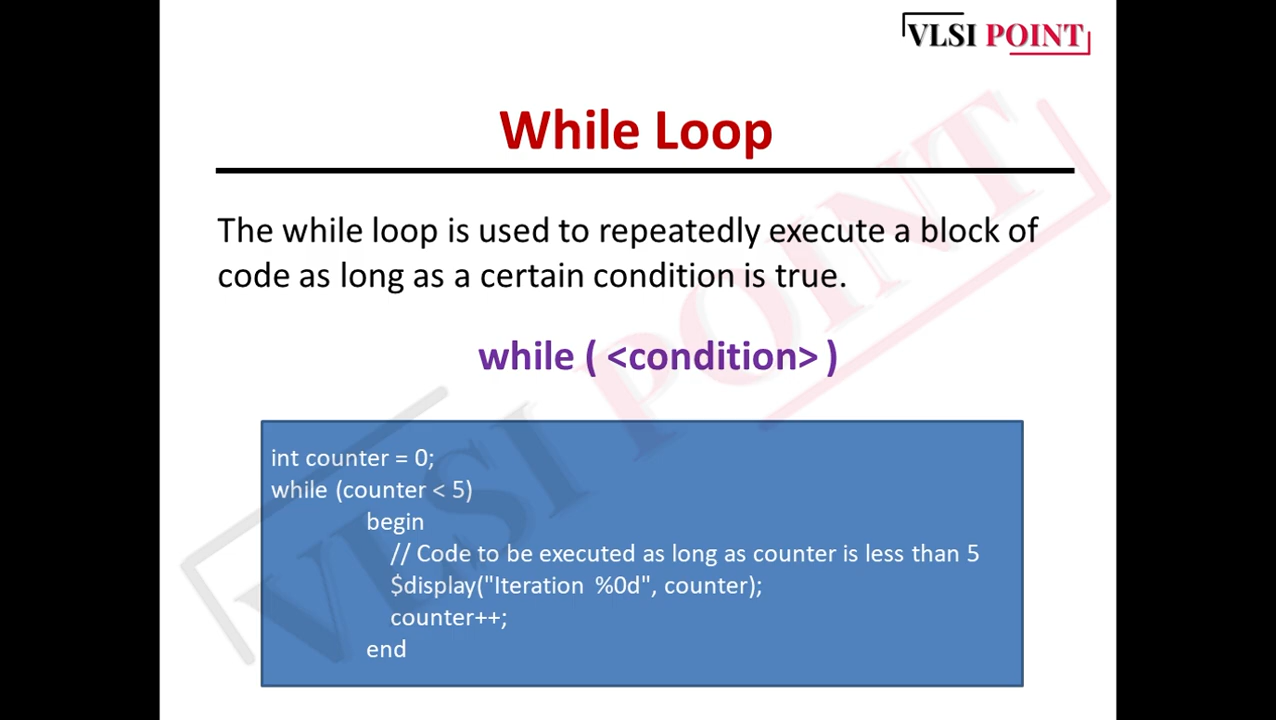 VLSI POINT
While Loop
The while loop is used to repeatedly execute a block of
code as long as a certain condition is true.
while ( <condition> )
int counter = 0;
while (counter < 5)
begin
// Code to be executed as long as counter is less than 5
$display("Iteration %0d", counter);
counter++;
end
VLSI POINT